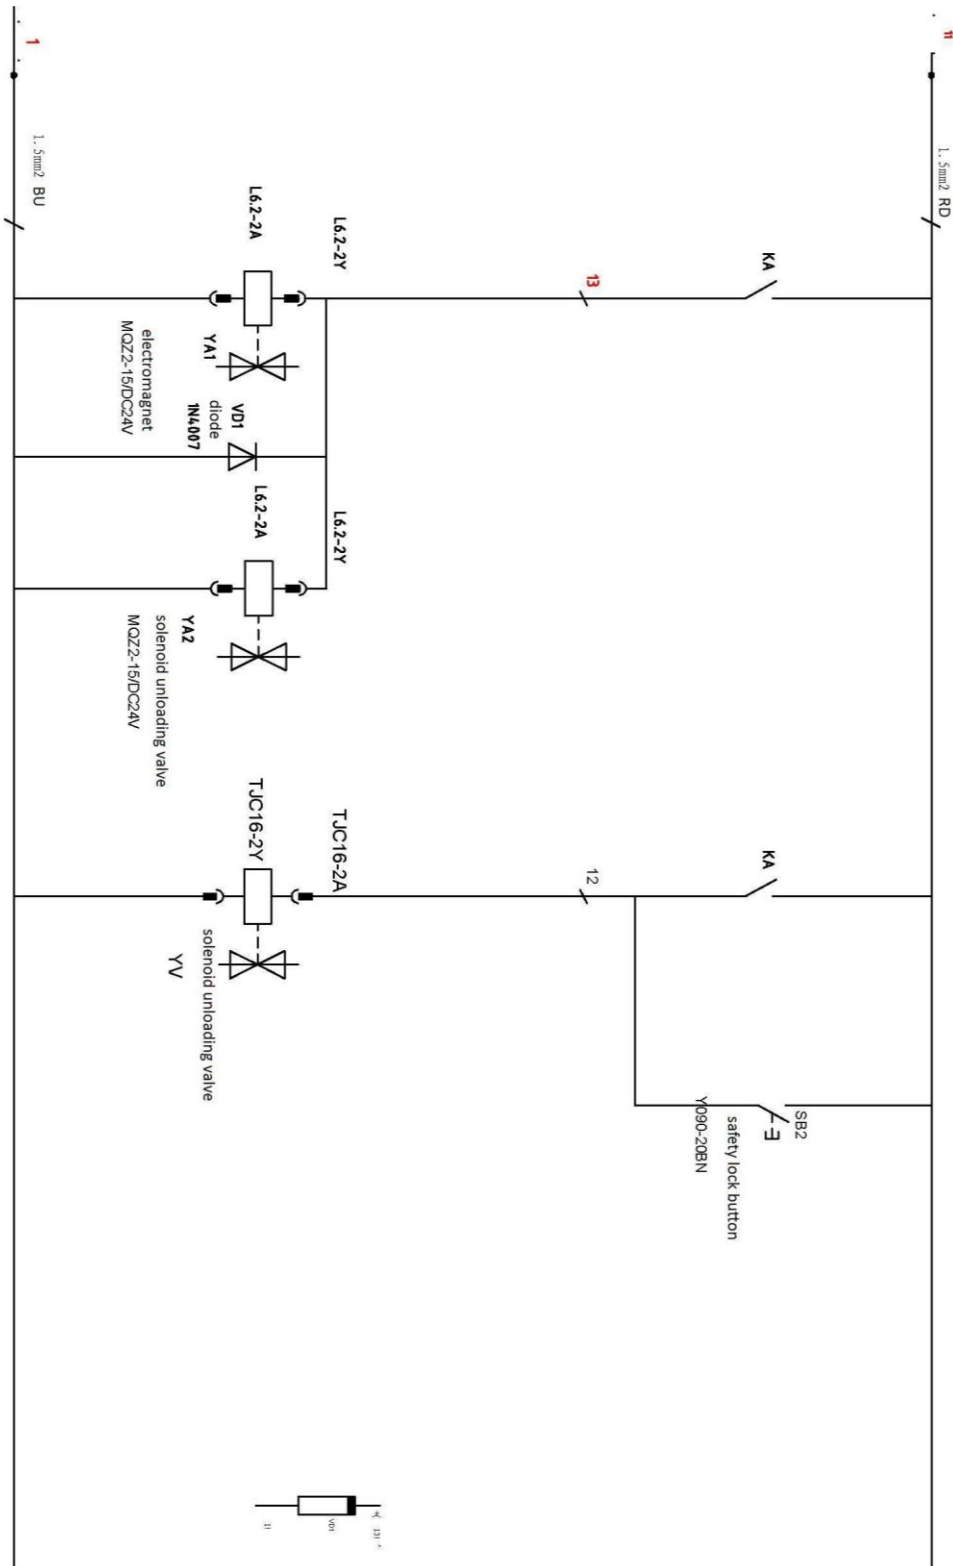 11
1.5mm2 RD
KA
KA
SB2
safety lock button
Y090-20BN
13
12
L6.2-2Y
L6.2-2Y
TJC16-2A
L6.2-2A
L6.2-2A
TJC16-2Y
YA1
VD1
diode
1N4007
electromagnet
MQZ2-15/DC24V
YA2
solenoid unloading valve
MQZ2-15/DC24V
solenoid unloading valve
YV
VD1
1
1.5mm2 BU